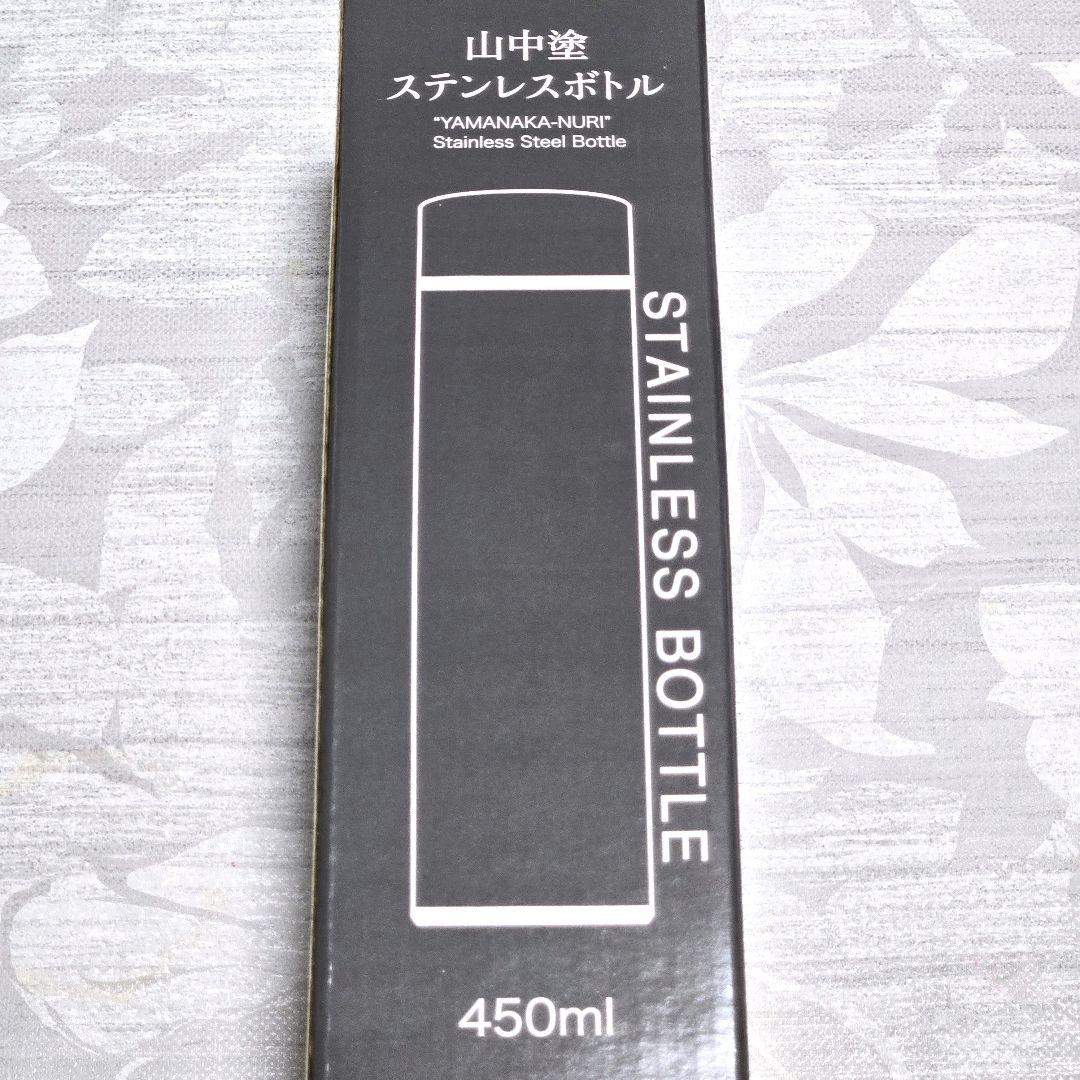 山中塗
ステンレスボトル
"YAMANAKA-NURI"
Stainless Steel Bottle
STAINLESS BOTTLE
450ml